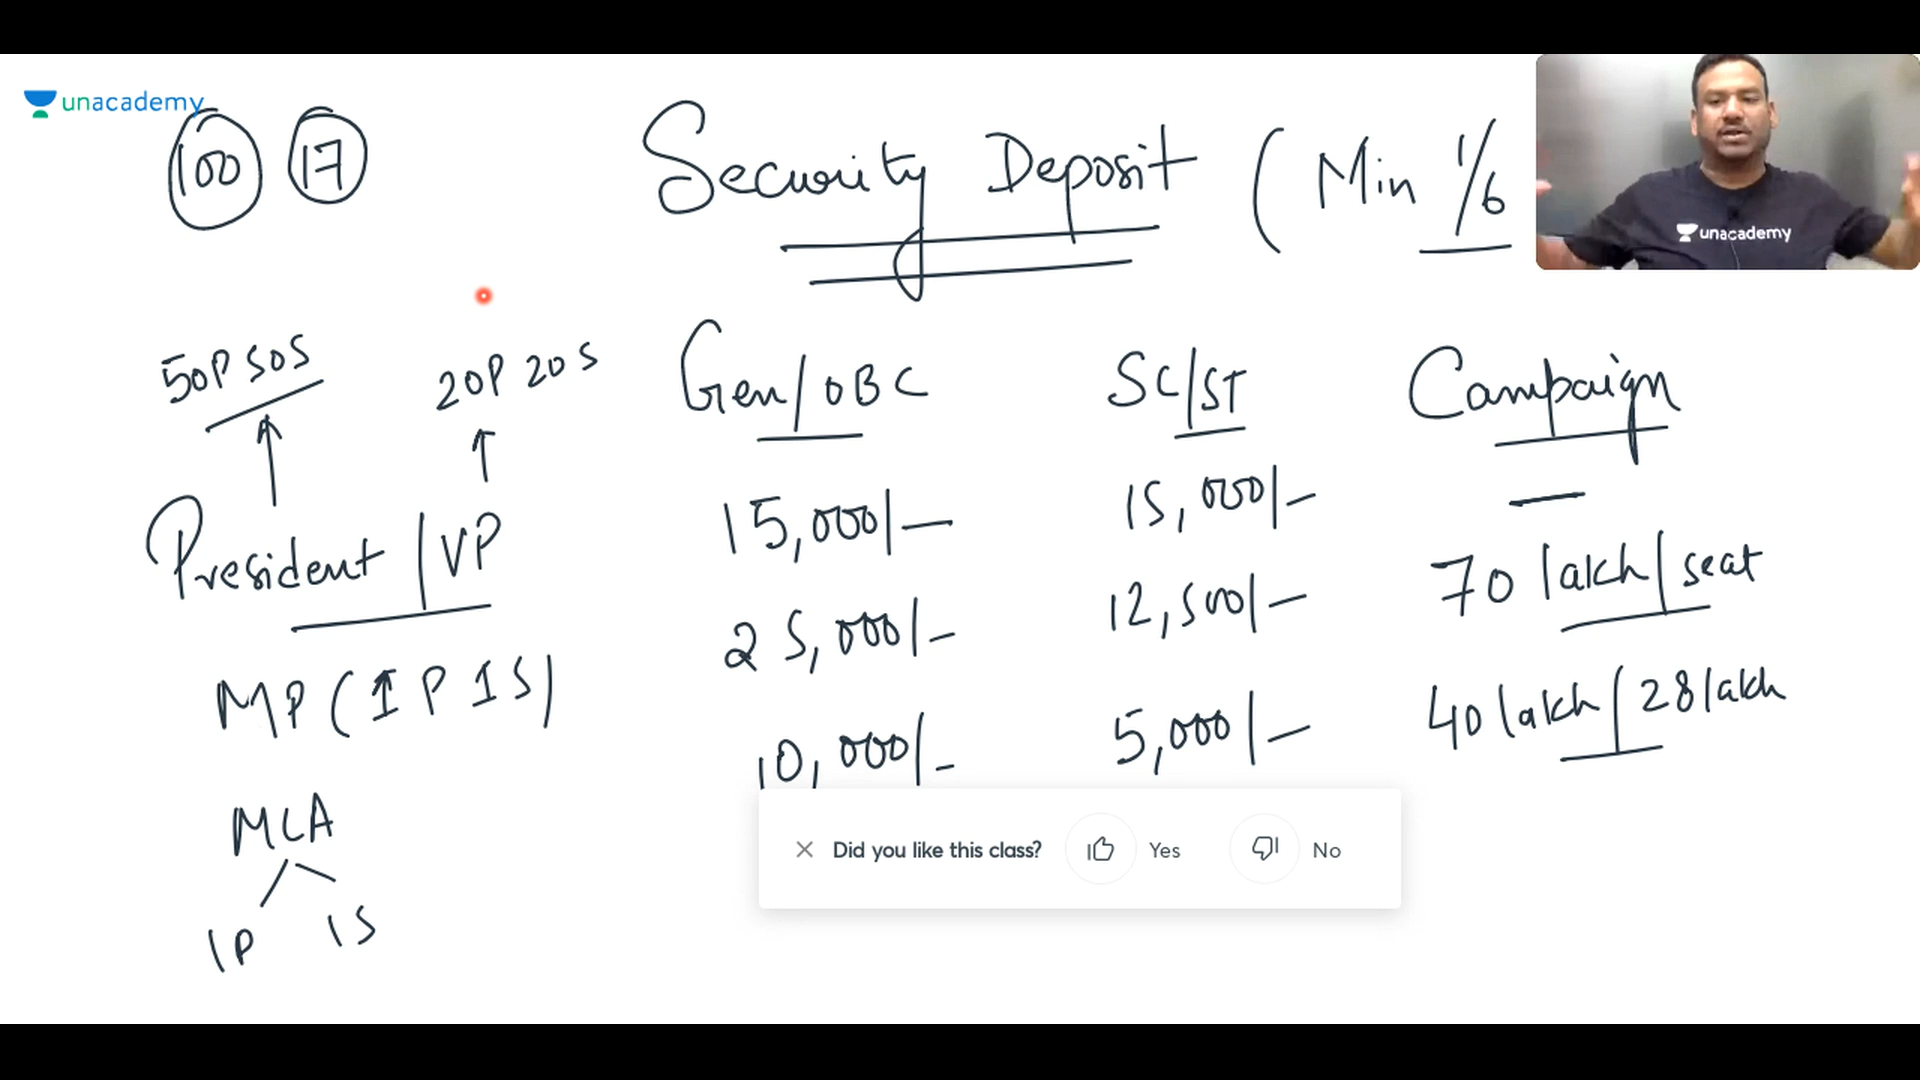 unacademy
100 17
Security Deposit ( Min 1/6
unacademy
50P 50S 20P 20S Gen/OBC SC/ST Campaign
President / VP 15,000/- 15,000/- —
MP (1P 1S) 25,000/- 12,500/- 70 lakh/seat
MLA 10,000/- 5,000/- 40 lakh/28 lakh
1P 1S
Did you like this class? Yes No